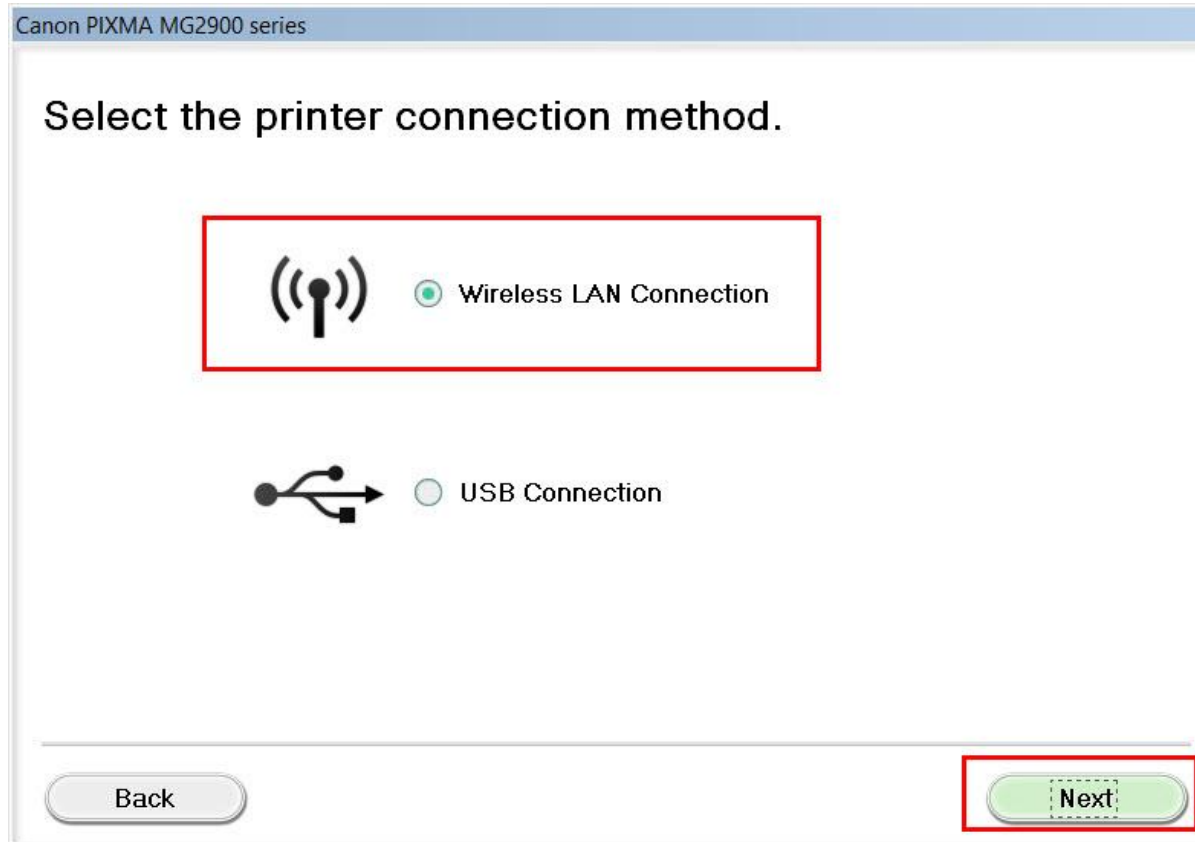 Canon PIXMA MG2900 series
Select the printer connection method.
Wireless LAN Connection
USB Connection
Back
Next